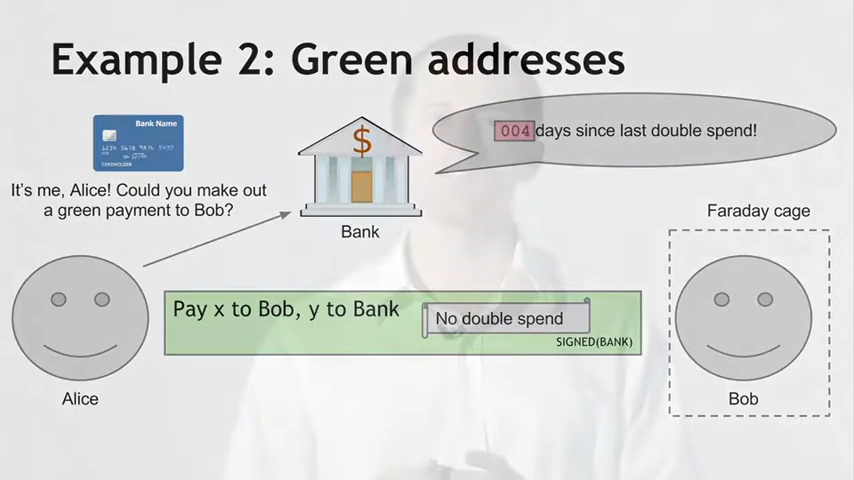 Example 2: Green addresses
Bank Name
CARDHOLDER
004 days since last double spend!
It's me, Alice! Could you make out
a green payment to Bob?
$
Bank
Faraday cage
Pay x to Bob, y to Bank
No double spend
SIGNED(BANK)
Alice
Bob